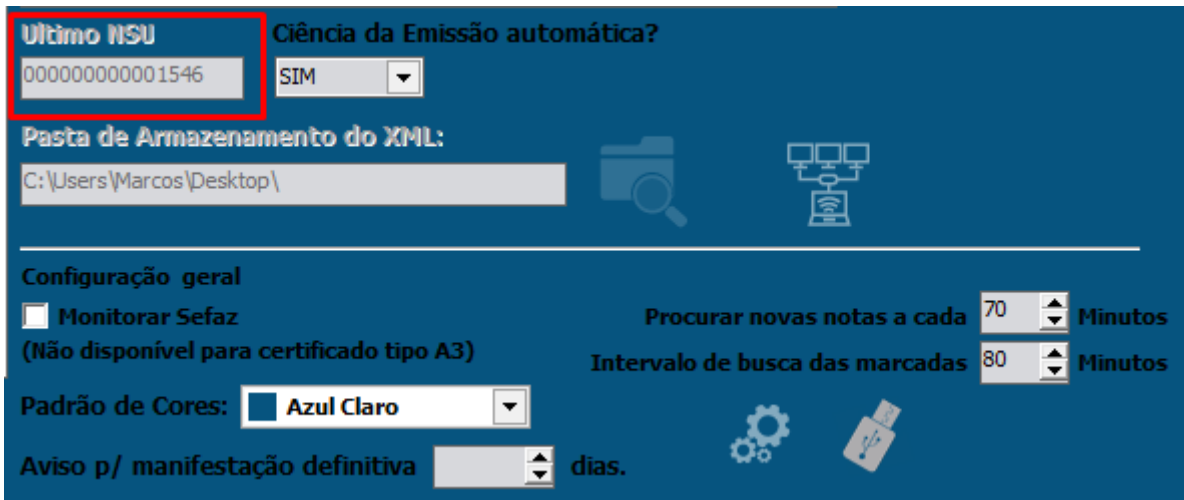 Ultimo NSU Ciência da Emissão automática?
000000000001546 SIM
Pasta de Armazenamento do XML:
C:\Users\Marcos\Desktop\
Configuração geral
Monitorar Sefaz
(Não disponível para certificado tipo A3)
Procurar novas notas a cada 70 Minutos
Intervalo de busca das marcadas 80 Minutos
Padrão de Cores: Azul Claro
Aviso p/ manifestação definitiva dias.